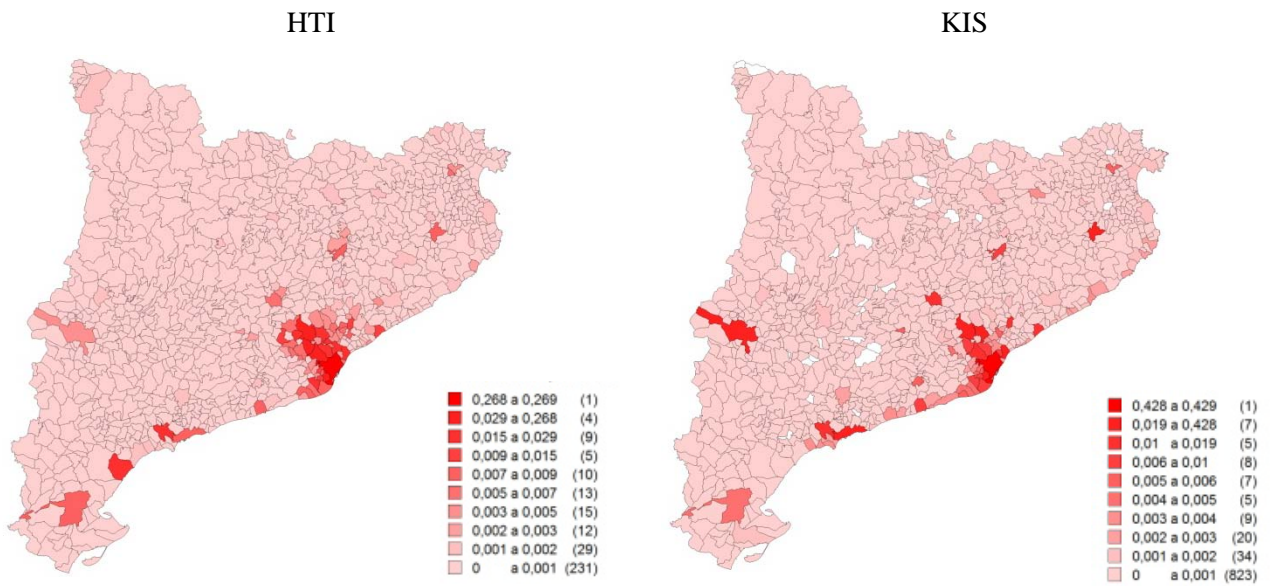 HTI
KIS
0,268 a 0,269 (1)
0,029 a 0,268 (4)
0,015 a 0,029 (9)
0,009 a 0,015 (5)
0,007 a 0,009 (10)
0,005 a 0,007 (13)
0,003 a 0,005 (15)
0,002 a 0,003 (12)
0,001 a 0,002 (29)
0 a 0,001 (231)
0,428 a 0,429 (1)
0,019 a 0,428 (7)
0,01 a 0,019 (5)
0,006 a 0,01 (8)
0,005 a 0,006 (7)
0,004 a 0,005 (5)
0,003 a 0,004 (9)
0,002 a 0,003 (20)
0,001 a 0,002 (34)
0 a 0,001 (823)